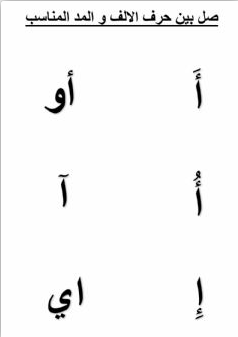 صل بين حرف الالف و المد المناسب
أَ أو
أُ آ
إِ اي